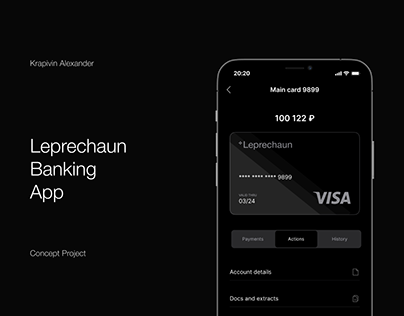 Krapivin Alexander
Leprechaun
Banking
App
Concept Project
20:20
Main card 9899
100 122 ₽
*Leprechaun
**** **** **** 9899
VALID THRU
03/24
VISA
Payments
Actions
History
Account details
Docs and extracts